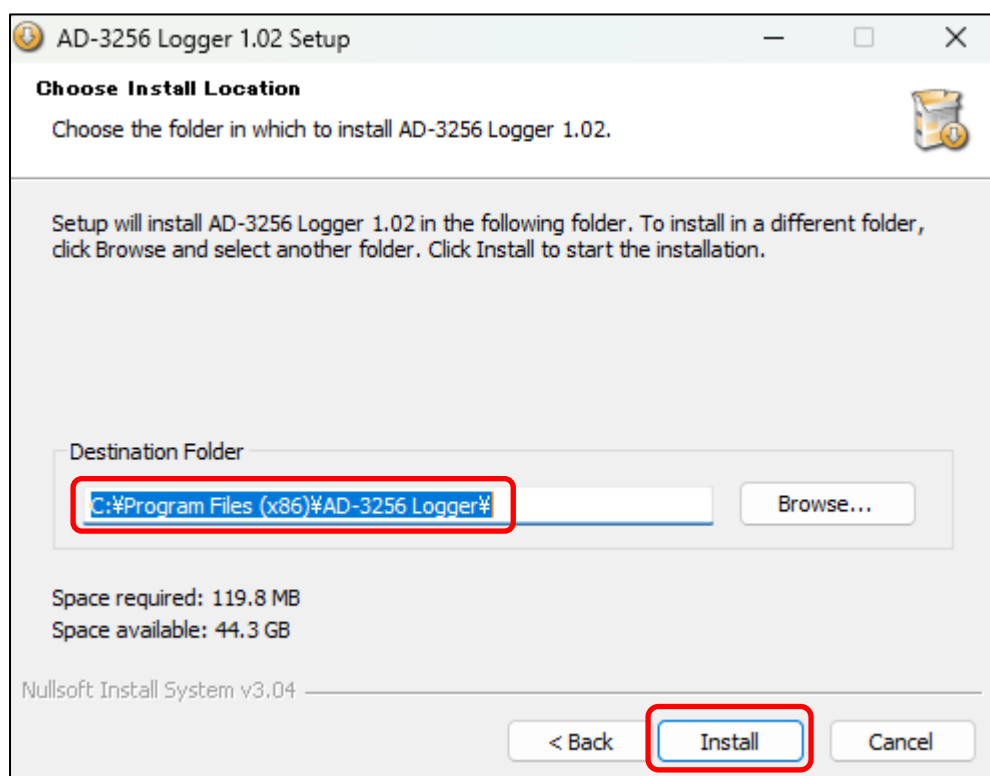 AD-3256 Logger 1.02 Setup
Choose Install Location
Choose the folder in which to install AD-3256 Logger 1.02.
Setup will install AD-3256 Logger 1.02 in the following folder. To install in a different folder,
click Browse and select another folder. Click Install to start the installation.
Destination Folder
C:¥Program Files (x86)¥AD-3256 Logger¥
Browse...
Space required: 119.8 MB
Space available: 44.3 GB
Nullsoft Install System v3.04
< Back
Install
Cancel